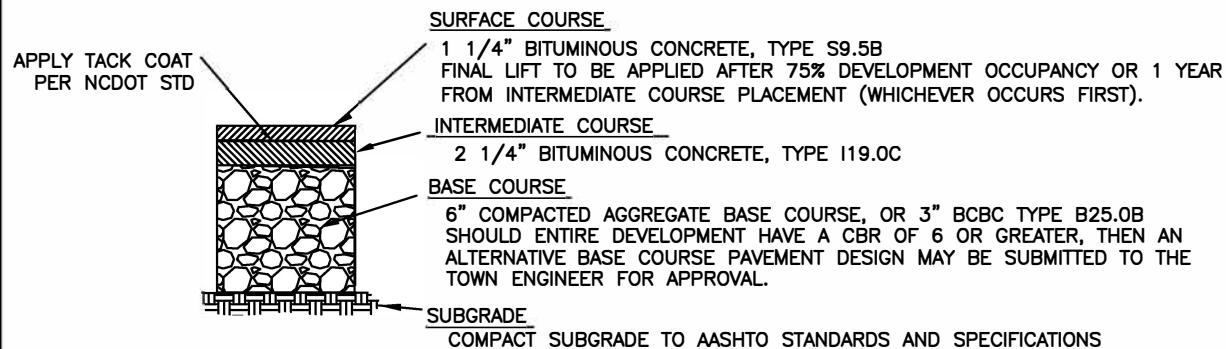 APPLY TACK COAT
PER NCDOT STD
SURFACE COURSE
1 1/4" BITUMINOUS CONCRETE, TYPE S9.5B
FINAL LIFT TO BE APPLIED AFTER 75% DEVELOPMENT OCCUPANCY OR 1 YEAR
FROM INTERMEDIATE COURSE PLACEMENT (WHICHEVER OCCURS FIRST).
INTERMEDIATE COURSE
2 1/4" BITUMINOUS CONCRETE, TYPE I19.0C
BASE COURSE
6" COMPACTED AGGREGATE BASE COURSE, OR 3" BCBC TYPE B25.0B
SHOULD ENTIRE DEVELOPMENT HAVE A CBR OF 6 OR GREATER, THEN AN
ALTERNATIVE BASE COURSE PAVEMENT DESIGN MAY BE SUBMITTED TO THE
TOWN ENGINEER FOR APPROVAL.
SUBGRADE
COMPACT SUBGRADE TO AASHTO STANDARDS AND SPECIFICATIONS